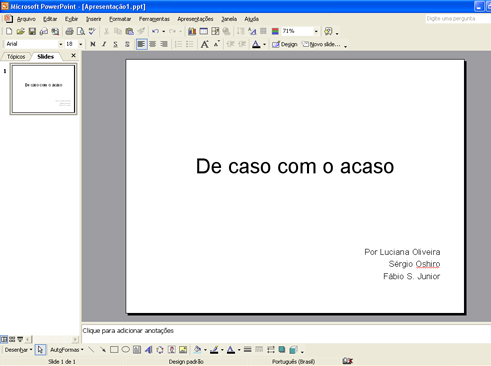 Microsoft PowerPoint - [Apresentação1.ppt]
Arquivo Editar Exibir Inserir Formatar Ferramentas Apresentações Janela Ajuda Digite uma pergunta
71%
Arial 18 N I S S A A A Design Novo slide...
Tópicos Slides
1
De caso com o acaso
De caso com o acaso
Por Luciana Oliveira
Sérgio Oshiro
Fábio S. Junior
Clique para adicionar anotações
Desenhar AutoFormas A
Slide 1 de 1 Design padrão Português (Brasil)